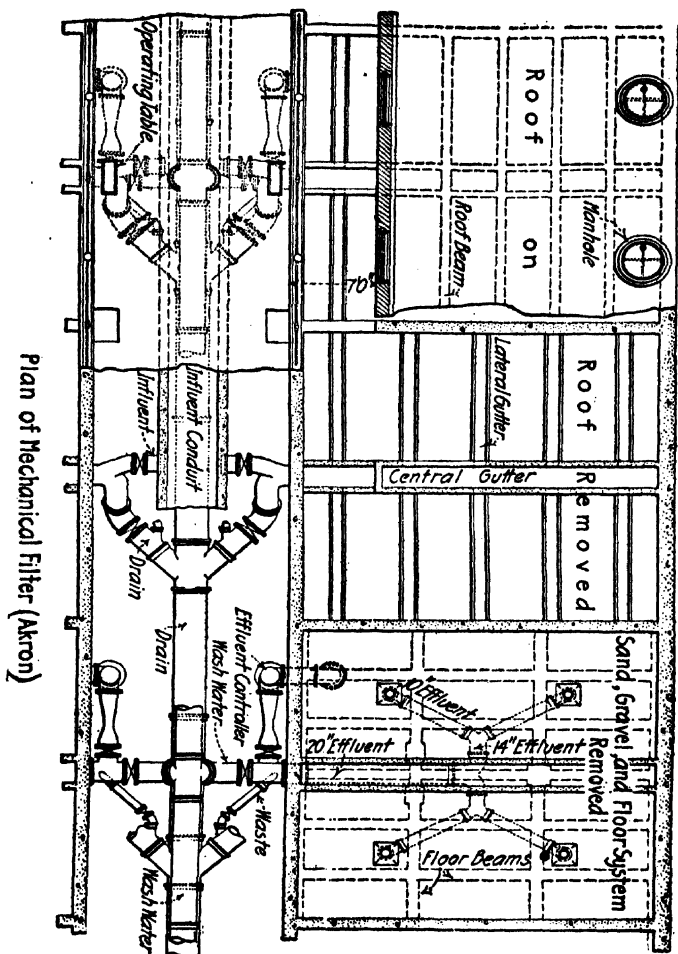 Roof on
Manhole
Roof Beam
Operating Table
Roof Removed
Lateral Gutter
Central Gutter
Influent Conduit
Influent
Drain
Drain
Sand, Gravel, and Floor System
Removed
10"Effluent
14"Effluent
20"Effluent
Floor Beams
Effluent Controller
Wash Water
Waste
Wash Water
Plan of Mechanical Filter (Akron)